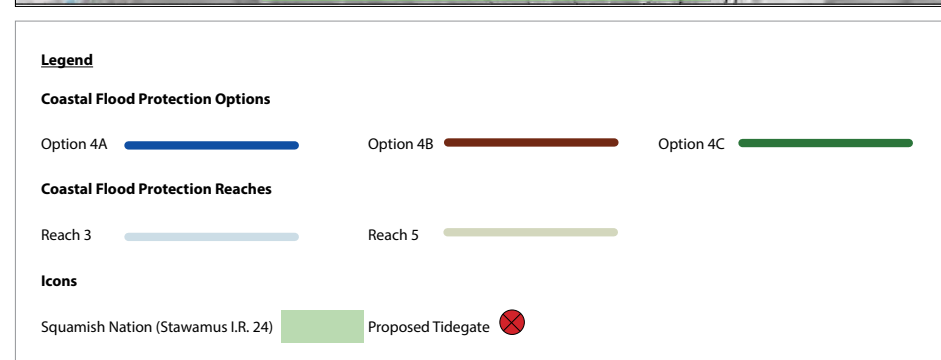 Legend
Coastal Flood Protection Options
Option 4A Option 4B Option 4C
Coastal Flood Protection Reaches
Reach 3 Reach 5
Icons
Squamish Nation (Stawamus I.R. 24) Proposed Tidegate